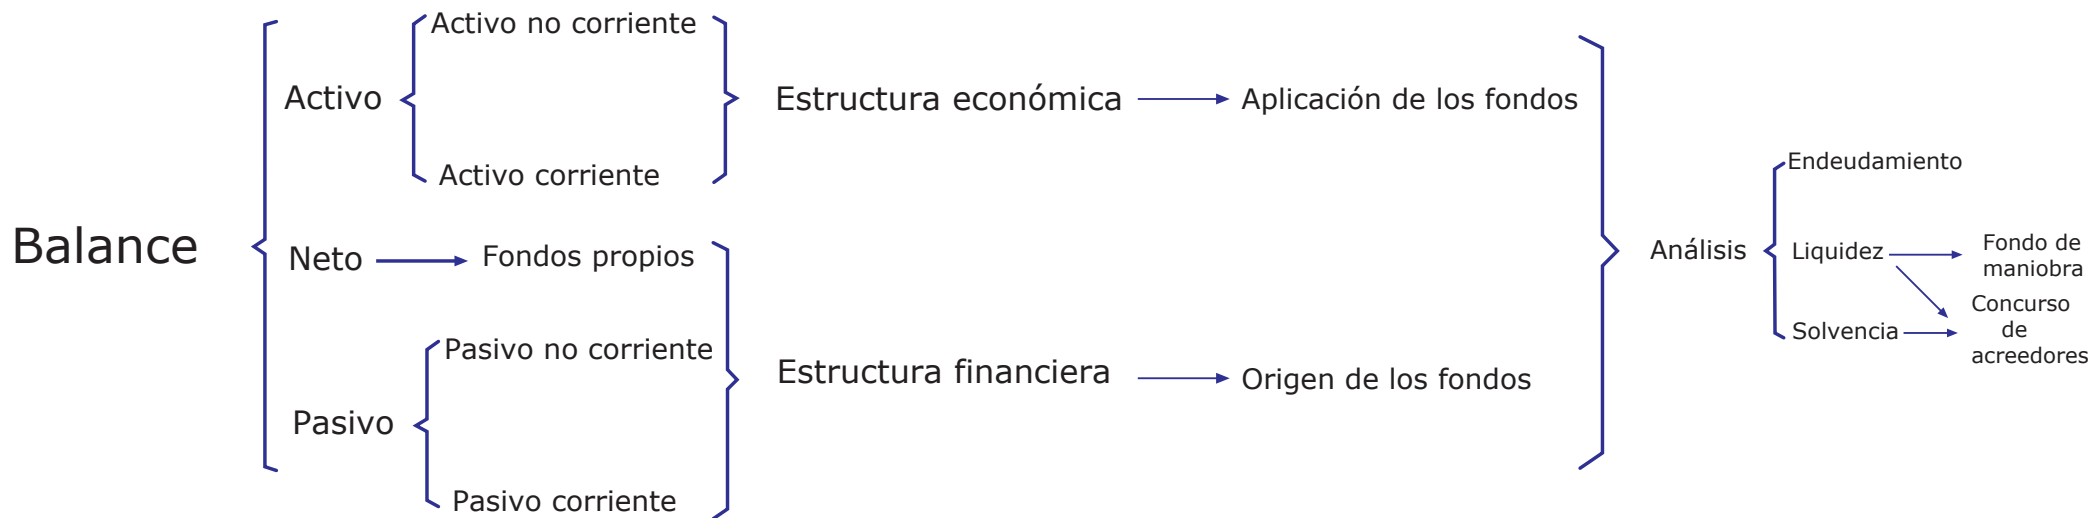 Balance
Activo
Activo no corriente
Activo corriente
Estructura económica
Aplicación de los fondos
Neto
Fondos propios
Pasivo
Pasivo no corriente
Pasivo corriente
Estructura financiera
Origen de los fondos
Análisis
Endeudamiento
Liquidez
Fondo de
maniobra
Solvencia
Concurso
de
acreedores